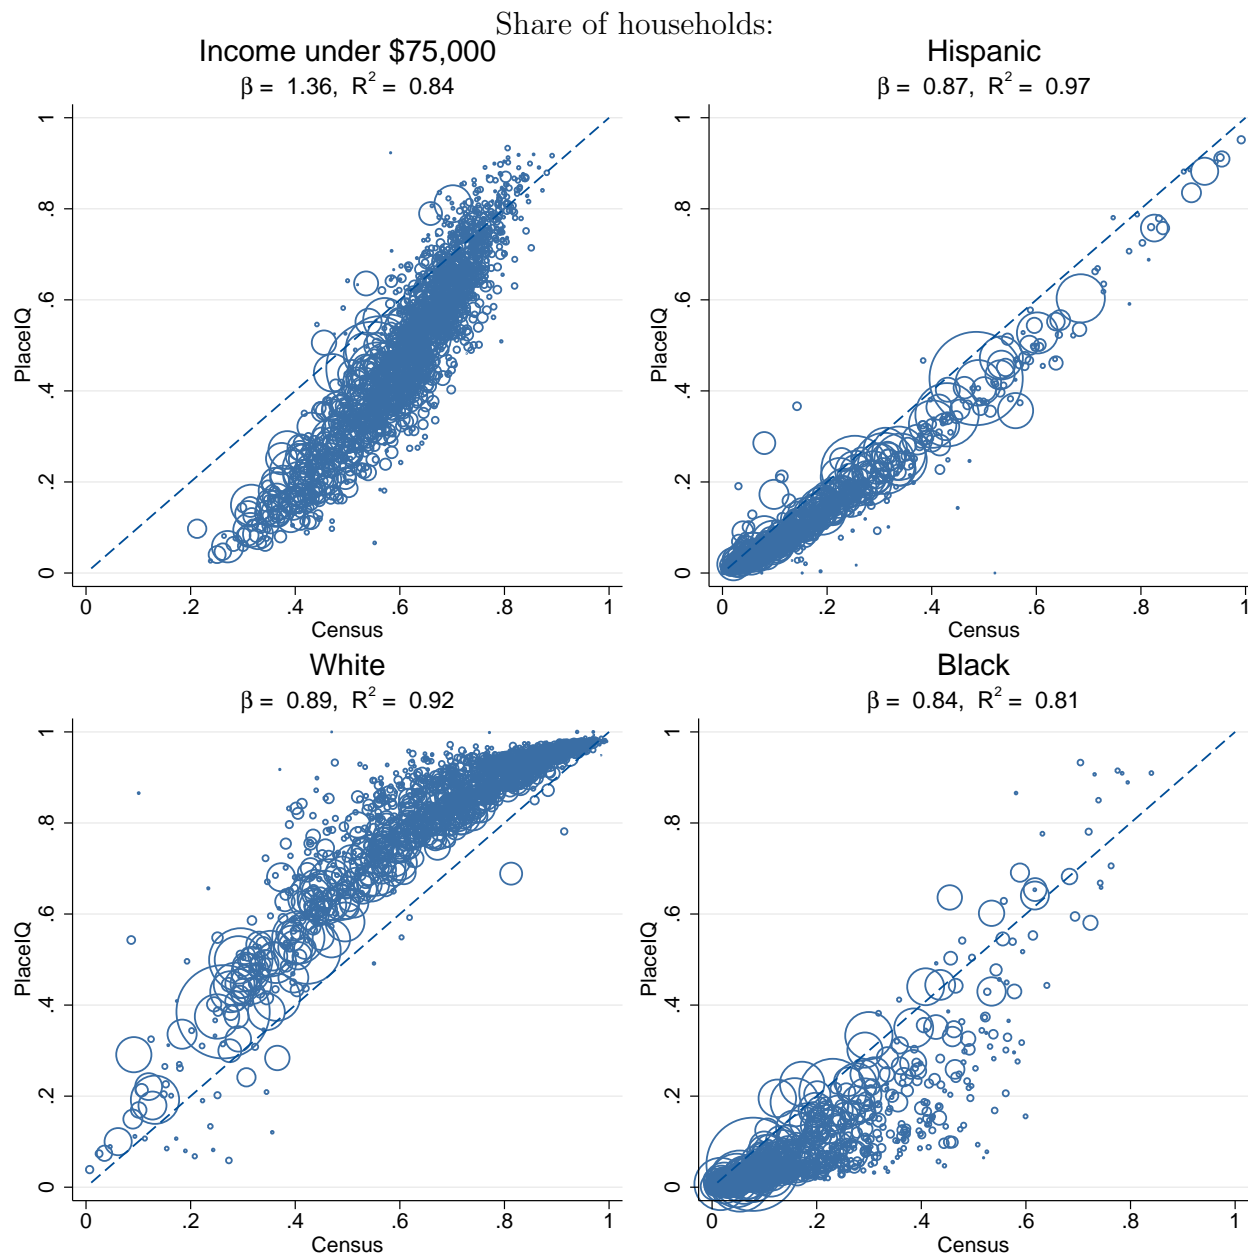 Share of households:
Income under $75,000
β = 1.36, R² = 0.84
PlaceIQ
1
.8
.6
.4
.2
0
0 .2 .4 .6 .8 1
Census
Hispanic
β = 0.87, R² = 0.97
PlaceIQ
1
.8
.6
.4
.2
0
0 .2 .4 .6 .8 1
Census
White
β = 0.89, R² = 0.92
PlaceIQ
1
.8
.6
.4
.2
0
0 .2 .4 .6 .8 1
Census
Black
β = 0.84, R² = 0.81
PlaceIQ
1
.8
.6
.4
.2
0
0 .2 .4 .6 .8 1
Census